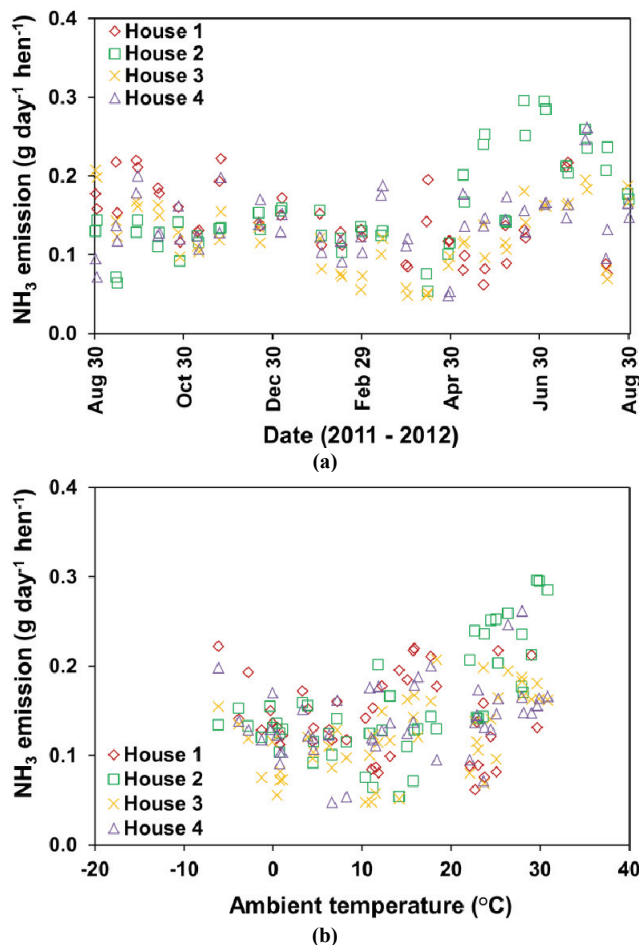 0.4
0.3
0.2
0.1
0.0
NH₃ emission (g day⁻¹ hen⁻¹)
House 1
House 2
House 3
House 4
Aug 30
Oct 30
Dec 30
Feb 29
Apr 30
Jun 30
Aug 30
Date (2011 - 2012)
(a)
0.4
0.3
0.2
0.1
0.0
NH₃ emission (g day⁻¹ hen⁻¹)
House 1
House 2
House 3
House 4
-20 -10 0 10 20 30 40
Ambient temperature (°C)
(b)